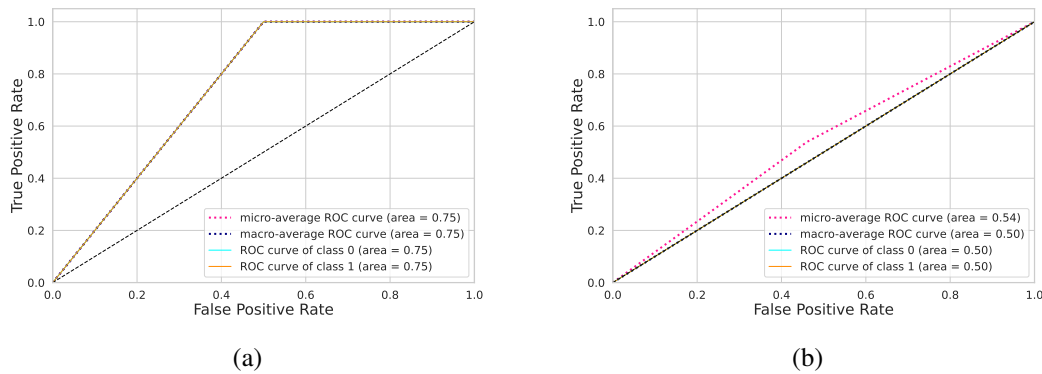 1.0
0.8
0.6
0.4
0.2
0.0
True Positive Rate
micro-average ROC curve (area = 0.75)
macro-average ROC curve (area = 0.75)
ROC curve of class 0 (area = 0.75)
ROC curve of class 1 (area = 0.75)
0.0 0.2 0.4 0.6 0.8 1.0
False Positive Rate
(a)
1.0
0.8
0.6
0.4
0.2
0.0
True Positive Rate
micro-average ROC curve (area = 0.54)
macro-average ROC curve (area = 0.50)
ROC curve of class 0 (area = 0.50)
ROC curve of class 1 (area = 0.50)
0.0 0.2 0.4 0.6 0.8 1.0
False Positive Rate
(b)